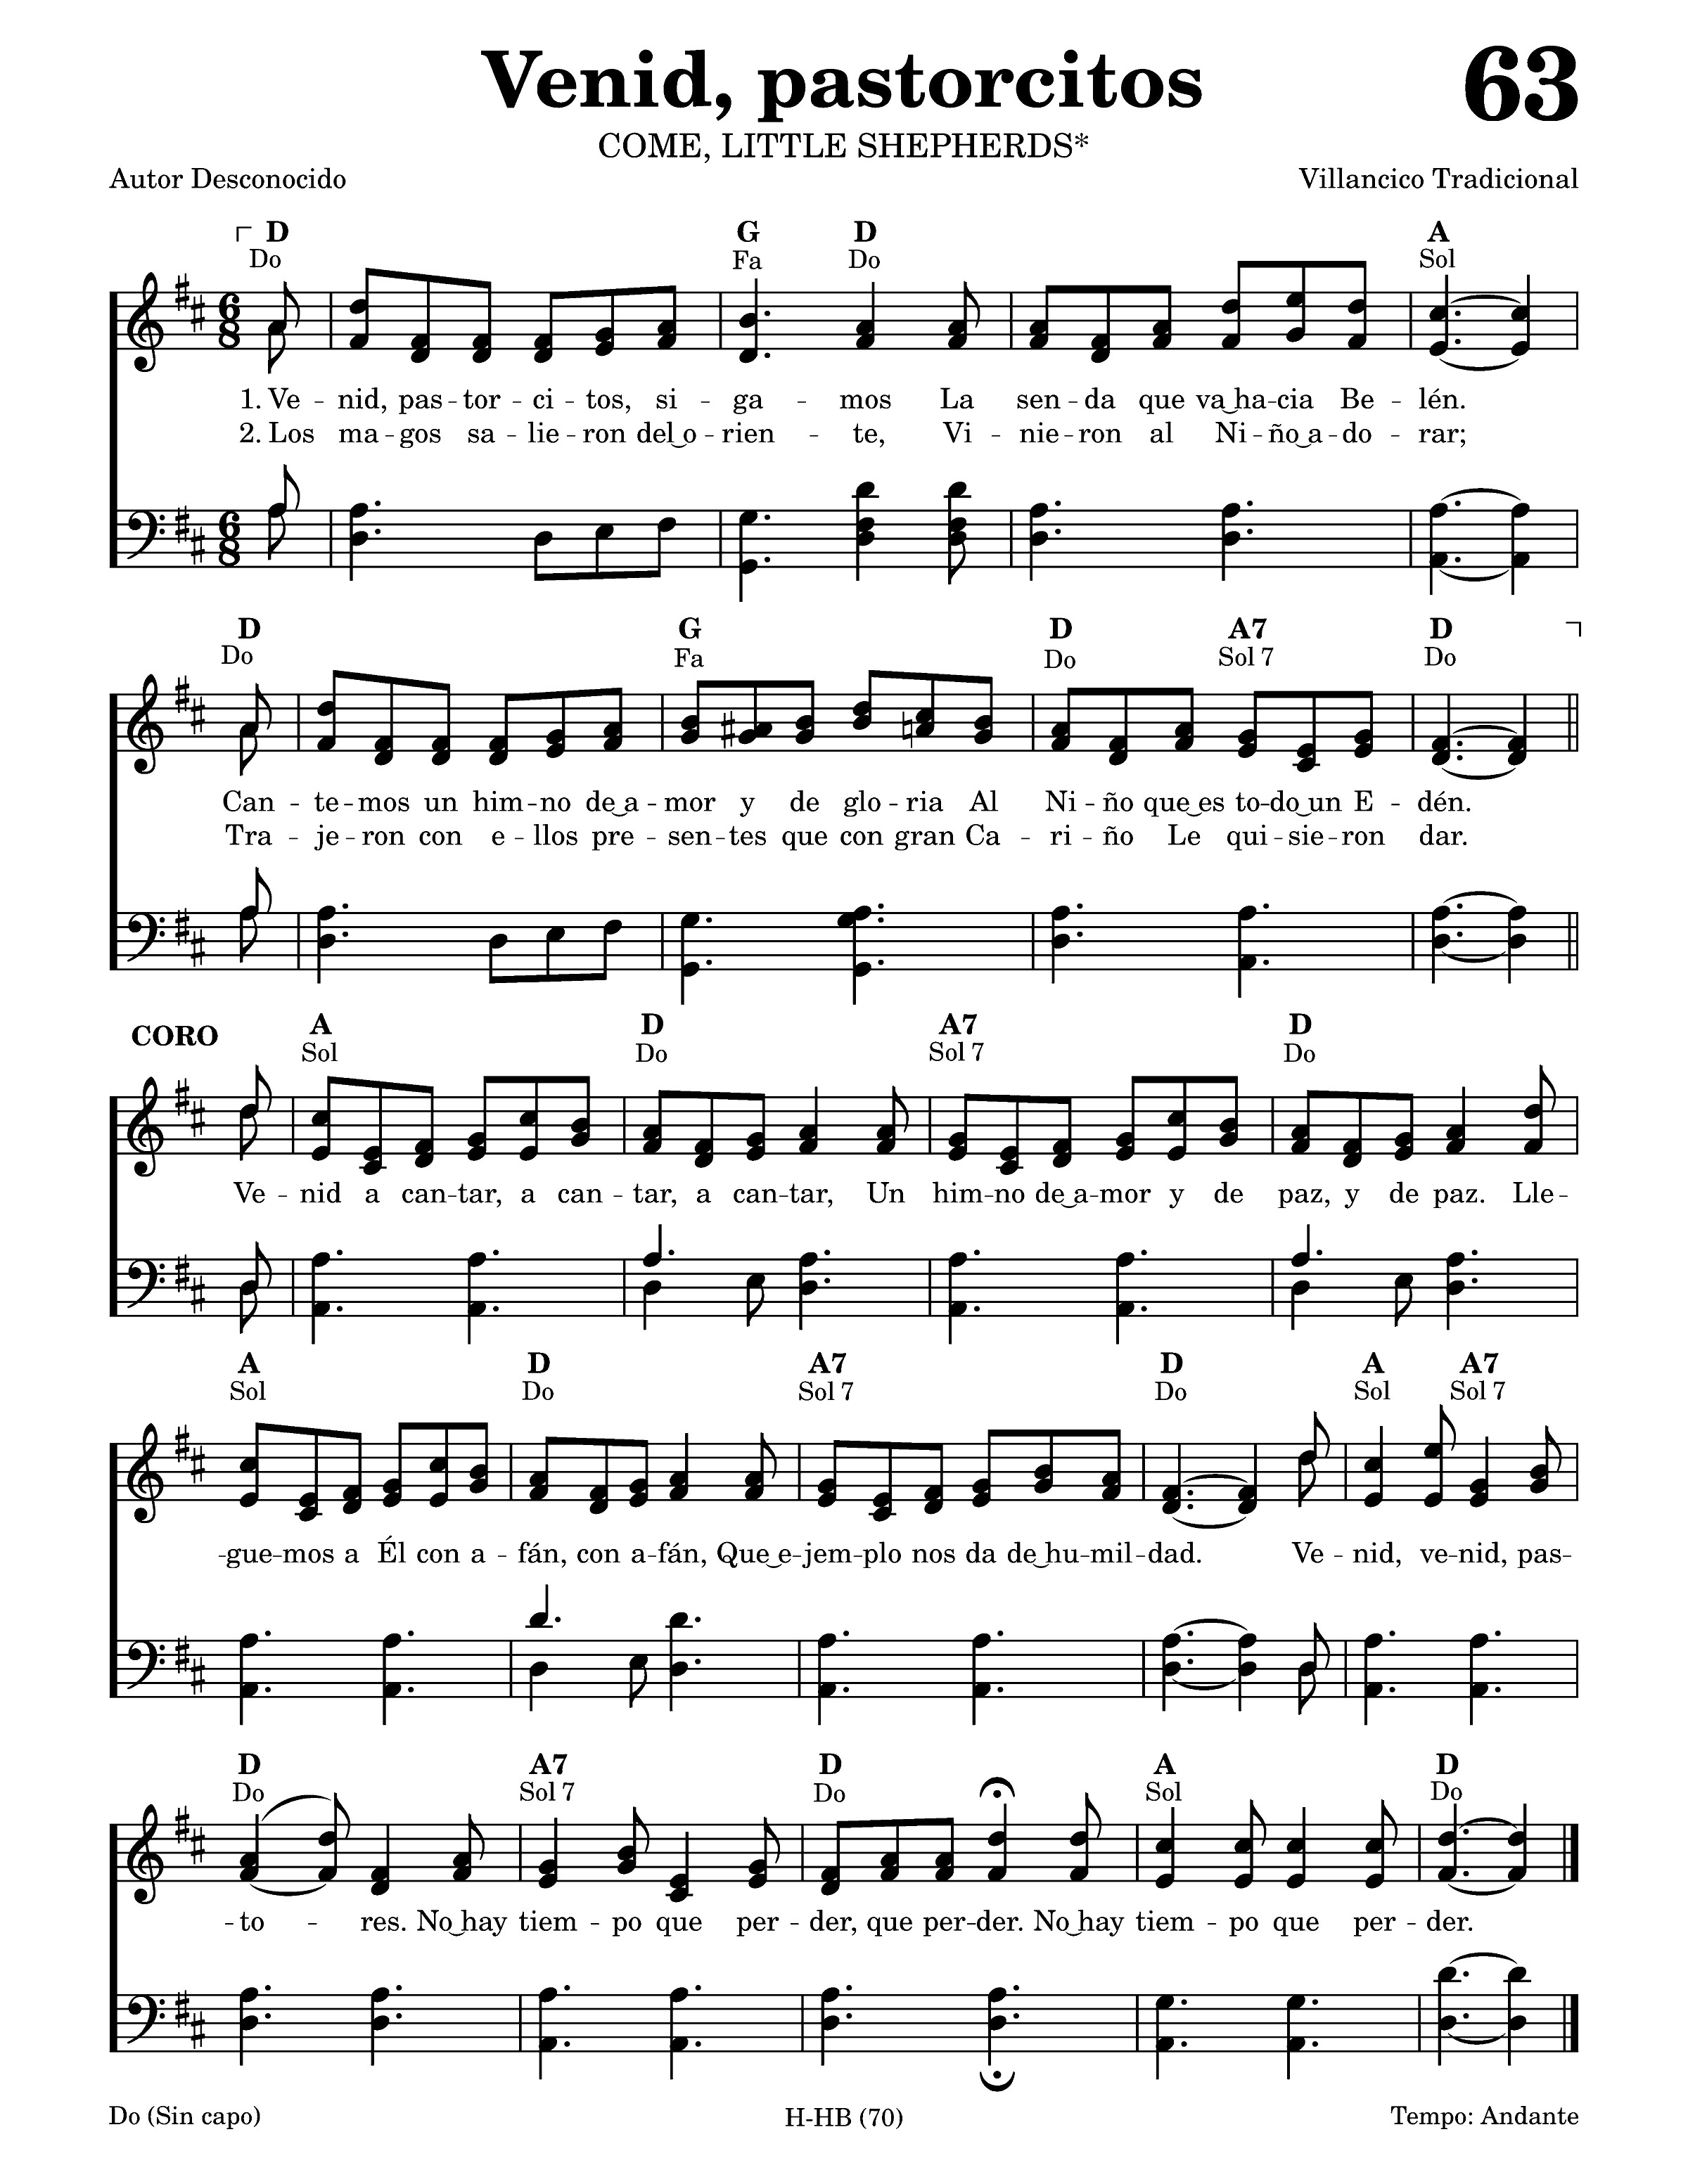 Venid, pastorcitos 63
COME, LITTLE SHEPHERDS*
Autor Desconocido Villancico Tradicional
D G D A
Do Fa Do Sol
6 8
1. Ve -- nid, pas -- tor -- ci -- tos, si -- ga -- mos La sen -- da que va‿ha -- cia Be -- lén.
2. Los ma -- gos sa -- lie -- ron del‿o -- rien -- te, Vi -- nie -- ron al Ni -- ño‿a -- do -- rar;
6 8
D G D A7 D
Do Fa Do Sol 7 Do
Can -- te -- mos un him -- no de‿a -- mor y de glo -- ria Al Ni -- ño que‿es to -- do‿un E -- dén.
Tra -- je -- ron con e -- llos pre -- sen -- tes que con gran Ca -- ri -- ño Le qui -- sie -- ron dar.
CORO A D A7 D
Sol Do Sol 7 Do
Ve -- nid a can -- tar, a can -- tar, a can -- tar, Un him -- no de‿a -- mor y de paz, y de paz. Lle --
A D A7 D A A7
Sol Do Sol 7 Do Sol Sol 7
-- gue -- mos a Él con a -- fán, con a -- fán, Que‿e -- jem -- plo nos da de‿hu -- mil -- dad. Ve -- nid, ve -- nid, pas --
D A7 D A D
Do Sol 7 Do Sol Do
-- to -- res. No‿hay tiem -- po que per -- der, que per -- der. No‿hay tiem -- po que per -- der.
Do (Sin capo) H-HB (70) Tempo: Andante